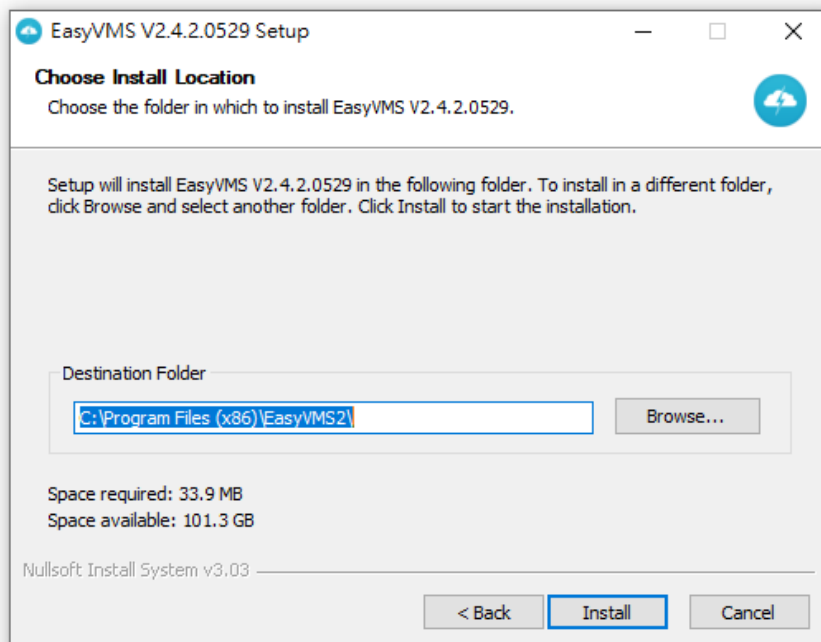 EasyVMS V2.4.2.0529 Setup
Choose Install Location
Choose the folder in which to install EasyVMS V2.4.2.0529.
Setup will install EasyVMS V2.4.2.0529 in the following folder. To install in a different folder,
click Browse and select another folder. Click Install to start the installation.
Destination Folder
C:\Program Files (x86)\EasyVMS2\
Browse...
Space required: 33.9 MB
Space available: 101.3 GB
Nullsoft Install System v3.03
< Back
Install
Cancel